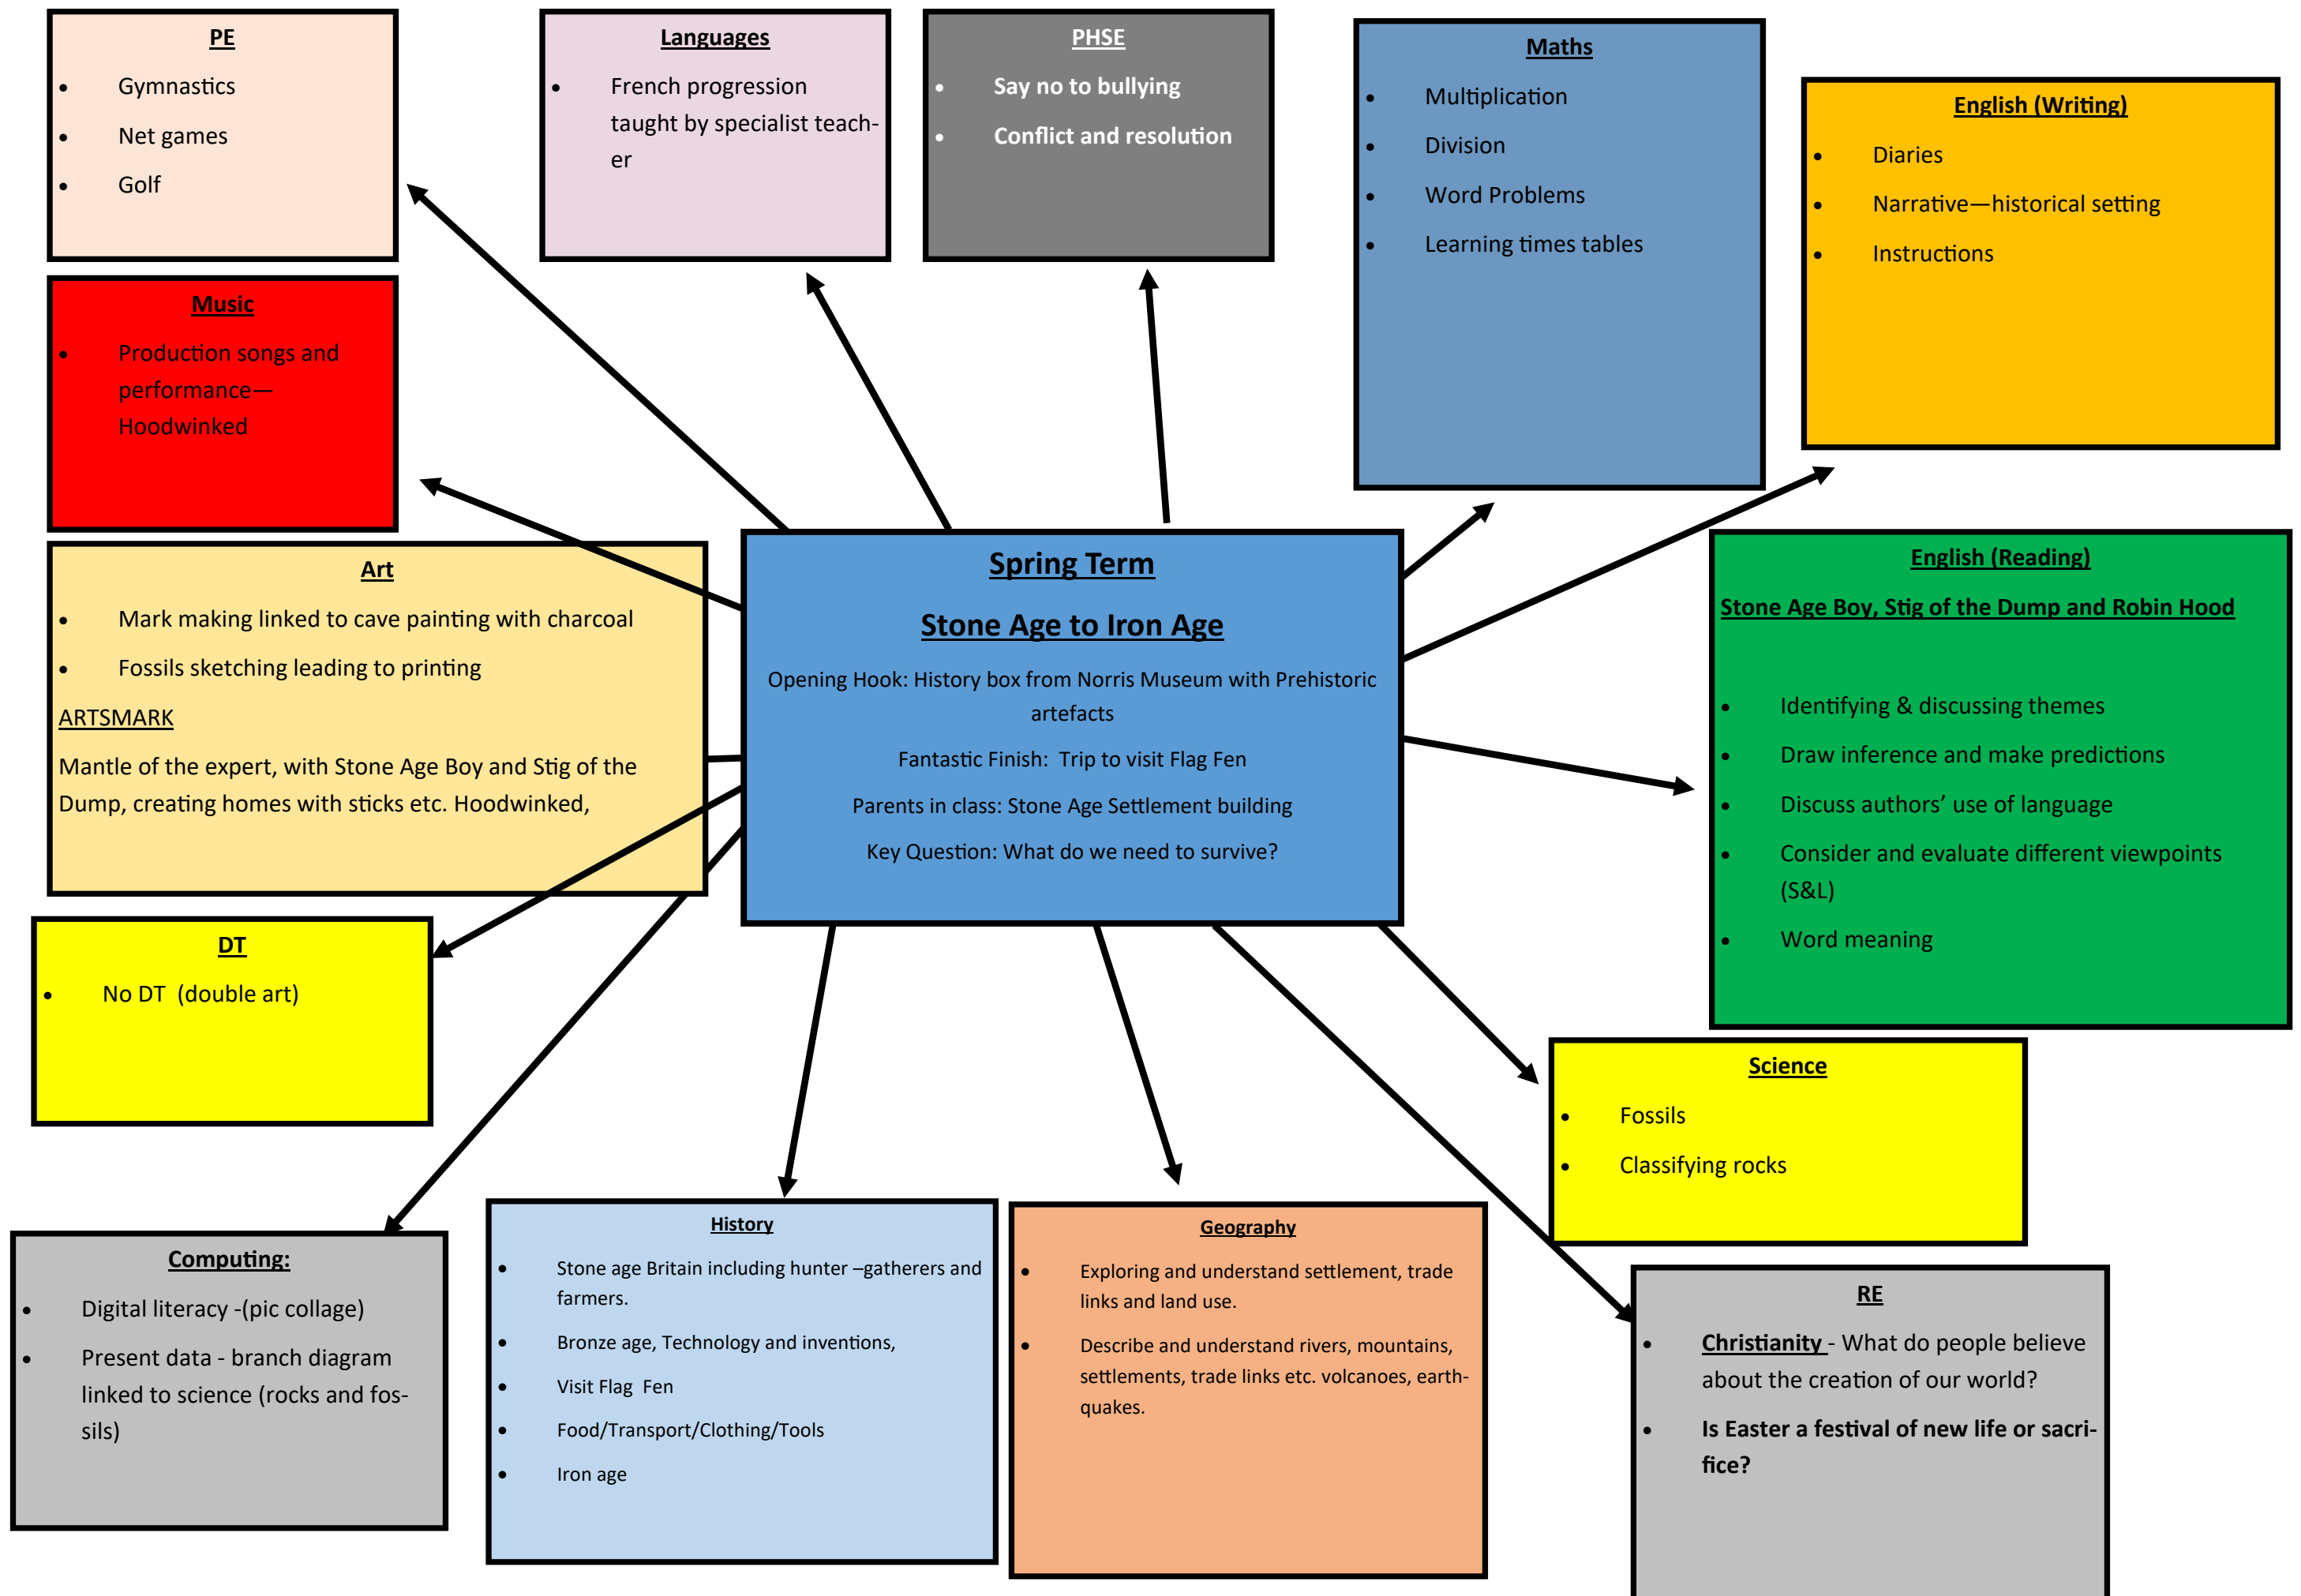 PE
• Gymnastics
• Net games
• Golf
Languages
• French progression
taught by specialist teach-
er
PHSE
• Say no to bullying
• Conflict and resolution
Maths
• Multiplication
• Division
• Word Problems
• Learning times tables
English (Writing)
• Diaries
• Narrative—historical setting
• Instructions
Music
• Production songs and
performance—
Hoodwinked
Art
• Mark making linked to cave painting with charcoal
• Fossils sketching leading to printing
ARTSMARK
Mantle of the expert, with Stone Age Boy and Stig of the
Dump, creating homes with sticks etc. Hoodwinked,
Spring Term
Stone Age to Iron Age
Opening Hook: History box from Norris Museum with Prehistoric
artefacts
Fantastic Finish:  Trip to visit Flag Fen
Parents in class: Stone Age Settlement building
Key Question: What do we need to survive?
English (Reading)
Stone Age Boy, Stig of the Dump and Robin Hood
• Identifying & discussing themes
• Draw inference and make predictions
• Discuss authors’ use of language
• Consider and evaluate different viewpoints
(S&L)
• Word meaning
DT
• No DT  (double art)
Science
• Fossils
• Classifying rocks
Computing:
• Digital literacy -(pic collage)
• Present data - branch diagram
linked to science (rocks and fos-
sils)
History
• Stone age Britain including hunter –gatherers and
farmers.
• Bronze age, Technology and inventions,
• Visit Flag  Fen
• Food/Transport/Clothing/Tools
• Iron age
Geography
• Exploring and understand settlement, trade
links and land use.
• Describe and understand rivers, mountains,
settlements, trade links etc. volcanoes, earth-
quakes.
RE
• Christianity - What do people believe
about the creation of our world?
• Is Easter a festival of new life or sacri-
fice?